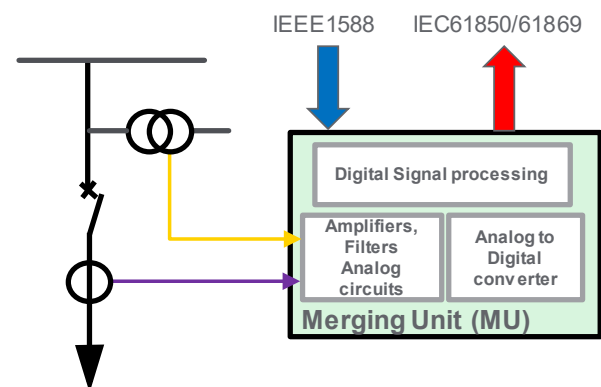 IEEE1588 IEC61850/61869
Digital Signal processing
Amplifiers,
Filters
Analog
circuits
Analog to
Digital
converter
Merging Unit (MU)